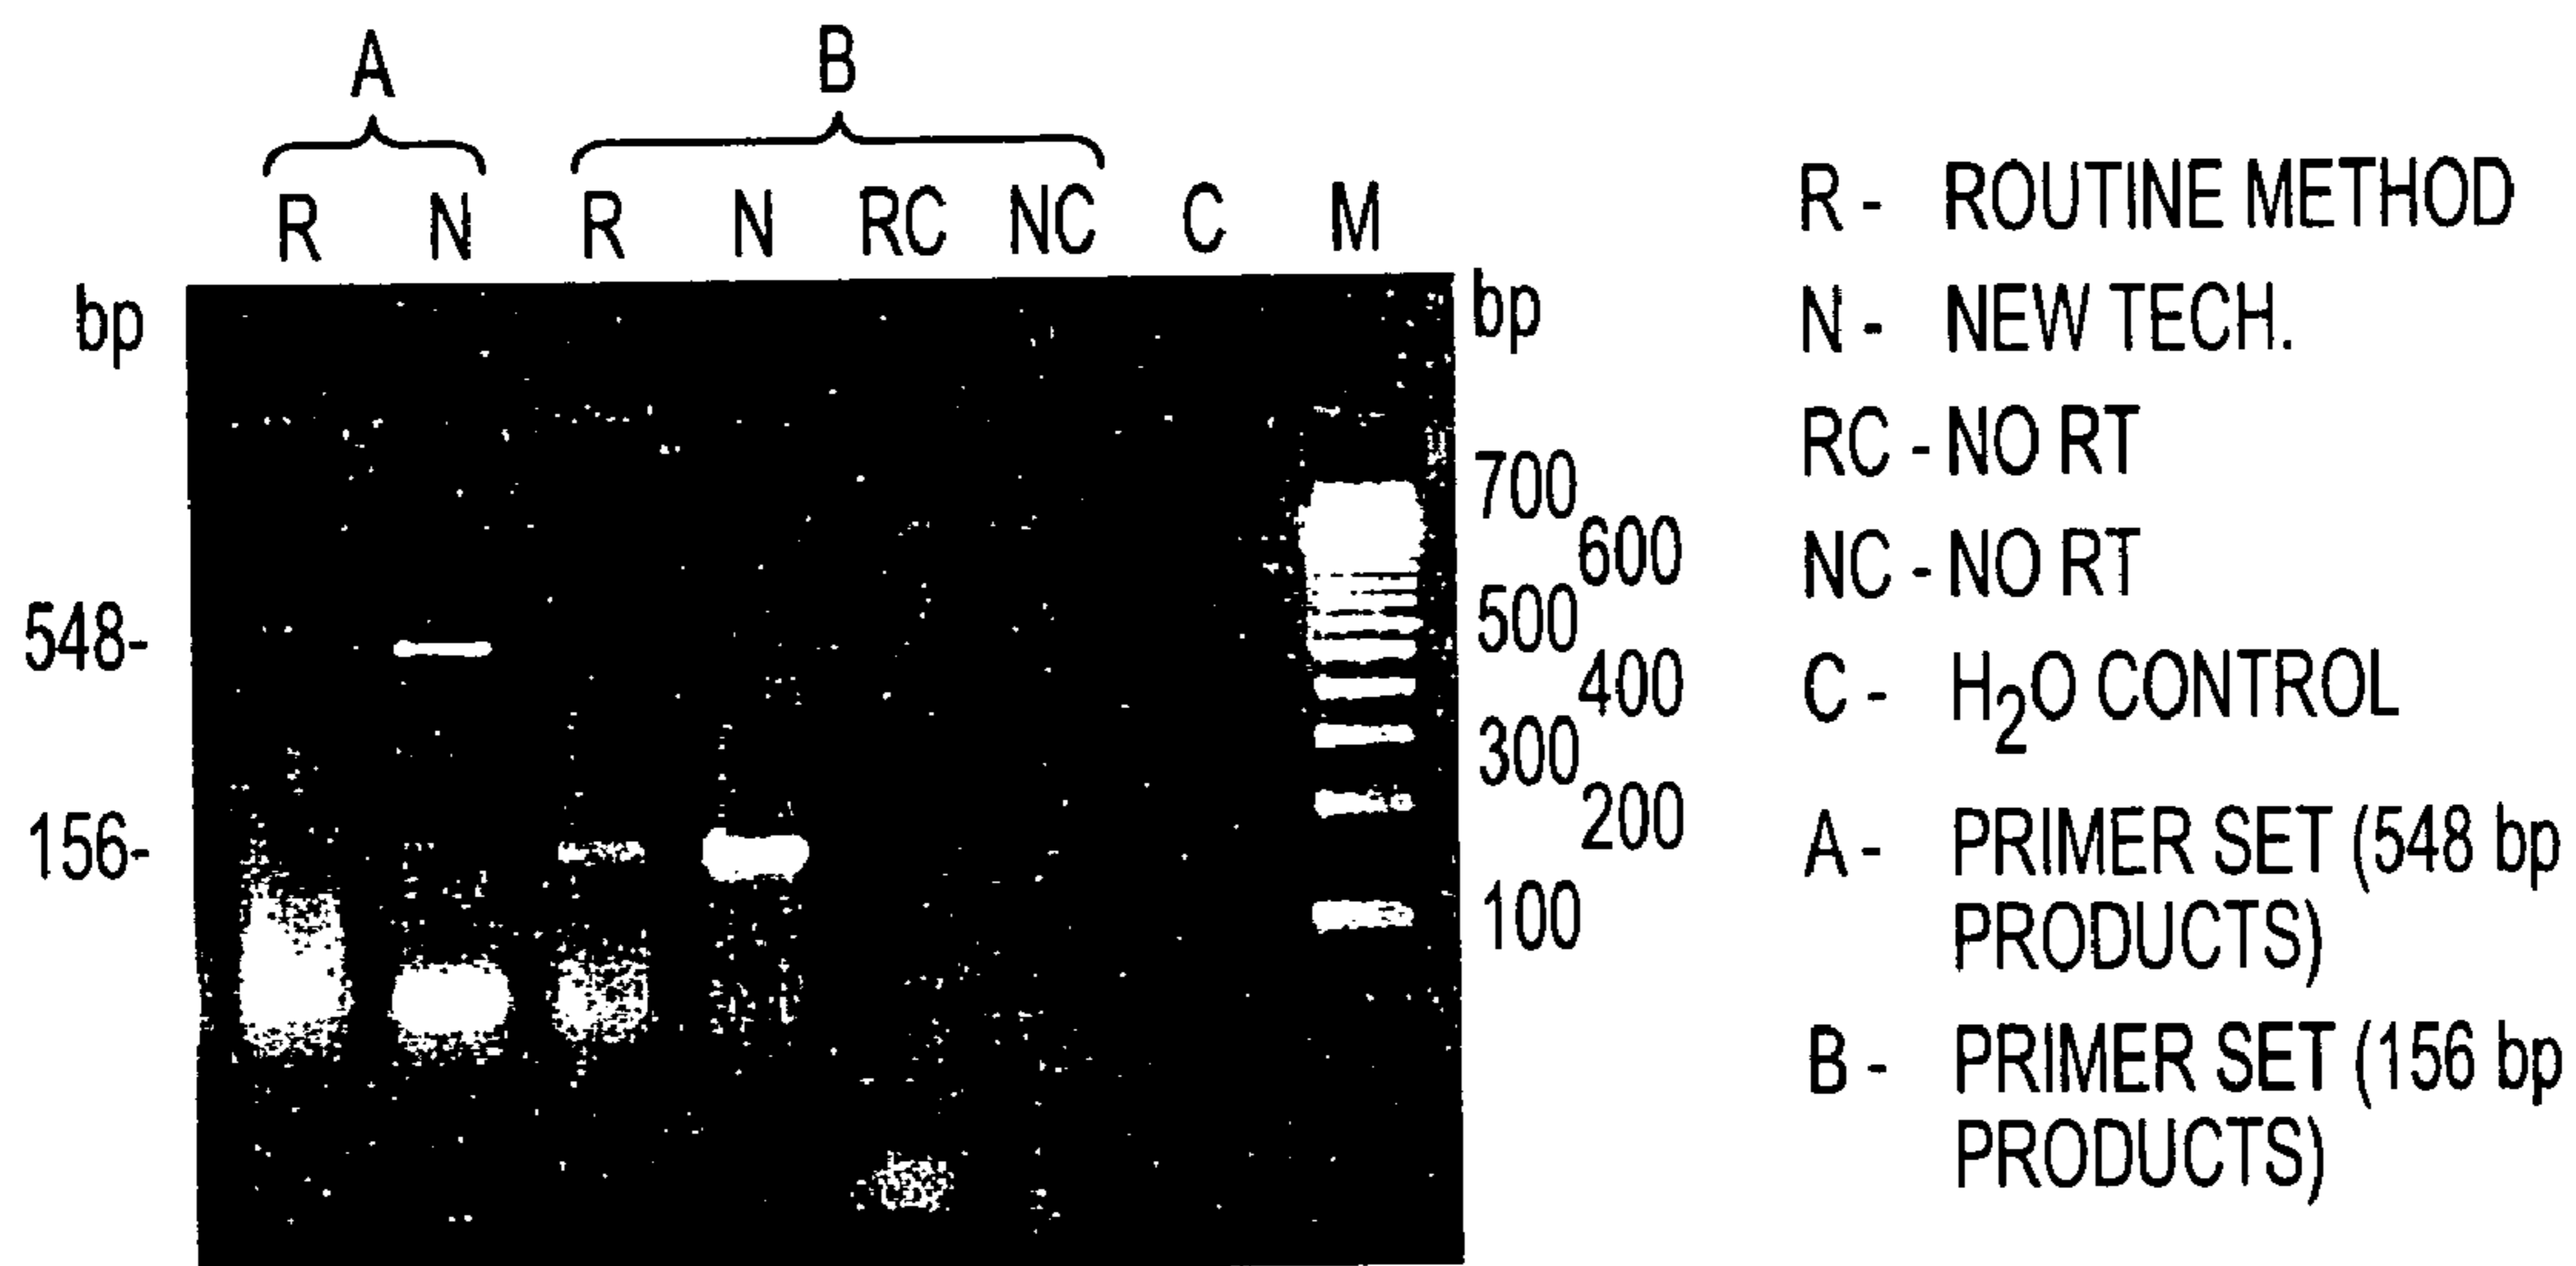 A B
R N R N RC NC C M
bp bp
700
600
548- 500
400
300
156- 200
100
R - ROUTINE METHOD
N - NEW TECH.
RC - NO RT
NC - NO RT
C - H₂O CONTROL
A - PRIMER SET (548 bp
PRODUCTS)
B - PRIMER SET (156 bp
PRODUCTS)